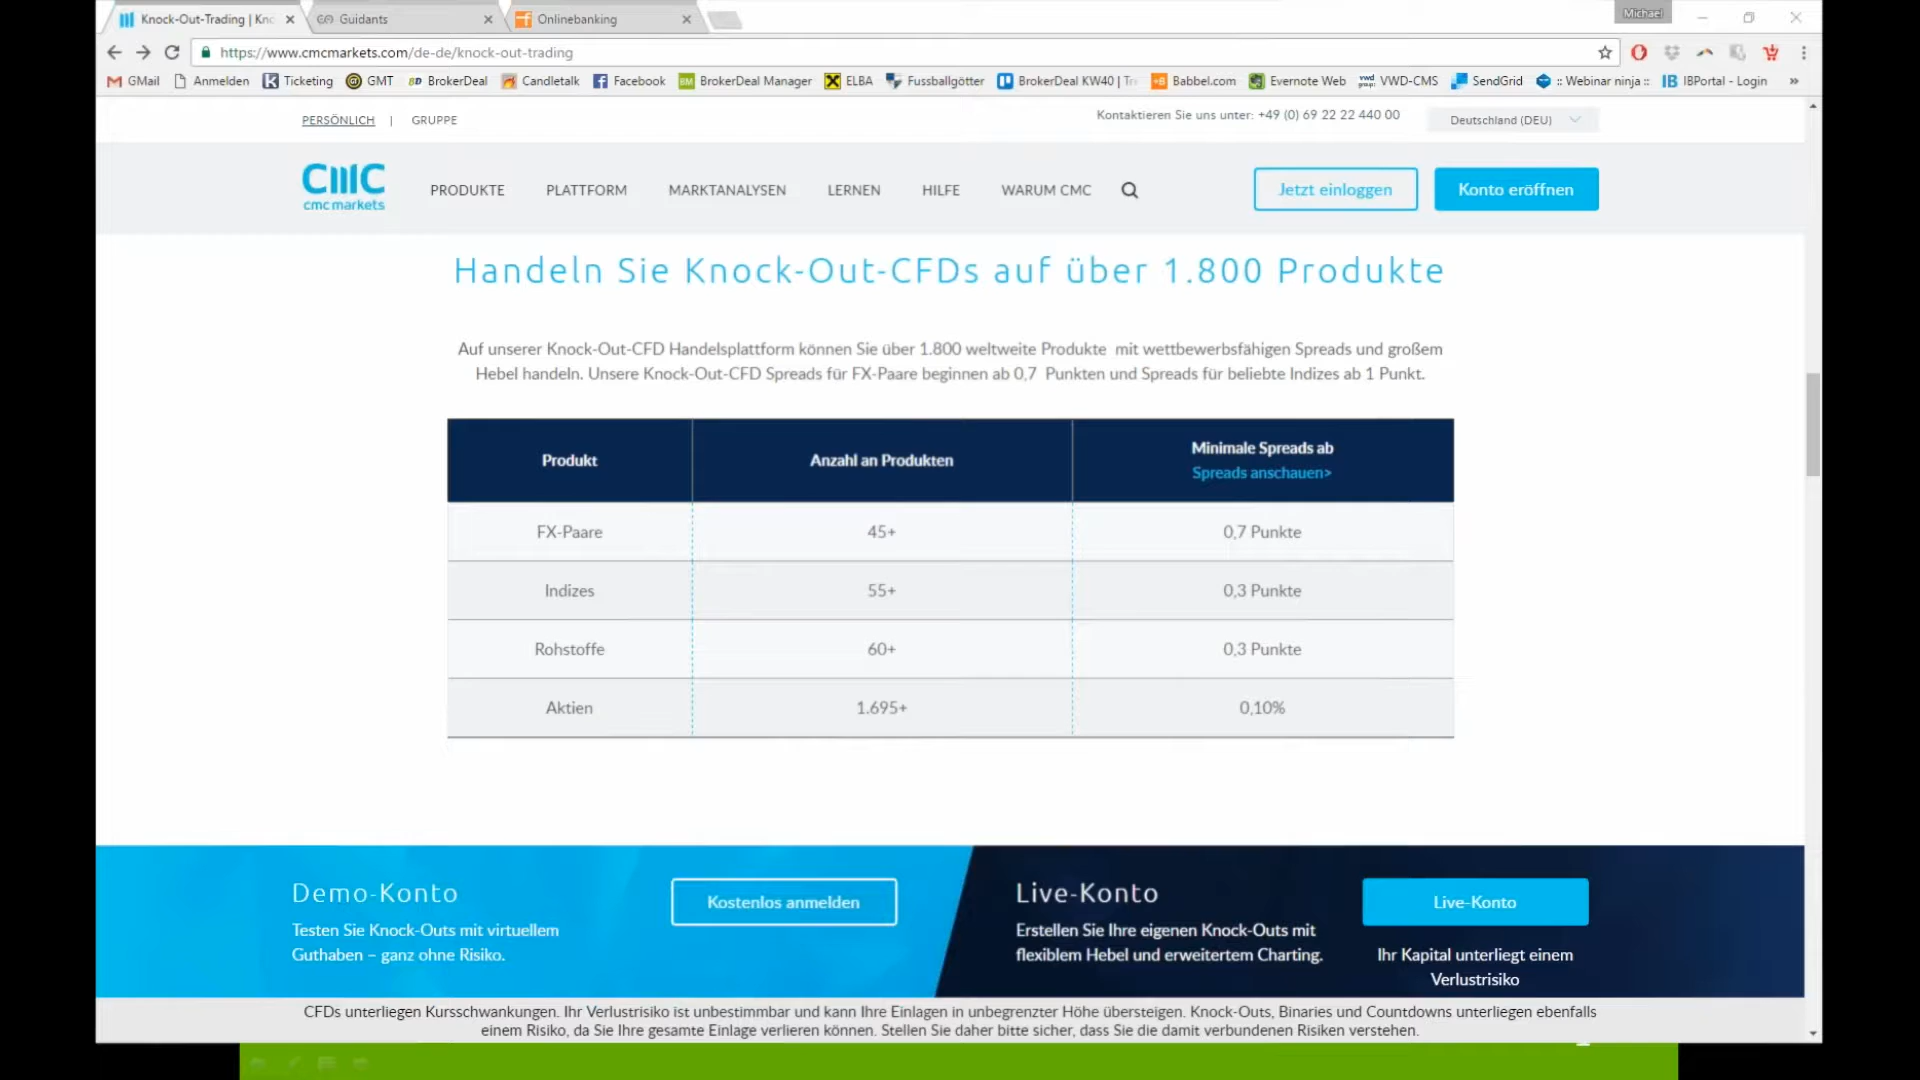 Knock-Out-Trading | Kno
Guidants
Onlinebanking
Michael
https://www.cmcmarkets.com/de-de/knock-out-trading
GMail
Anmelden
Ticketing
GMT
BrokerDeal
Candletalk
Facebook
BrokerDeal Manager
ELBA
Fussballgötter
BrokerDeal KW40 | Tr
Babbel.com
Evernote Web
VWD-CMS
SendGrid
:: Webinar ninja ::
IBPortal - Login
»
PERSÖNLICH | GRUPPE
Kontaktieren Sie uns unter: +49 (0) 69 22 22 440 00
Deutschland (DEU)
cmc markets
PRODUKTE
PLATTFORM
MARKTANALYSEN
LERNEN
HILFE
WARUM CMC
Jetzt einloggen
Konto eröffnen
Handeln Sie Knock-Out-CFDs auf über 1.800 Produkte
Auf unserer Knock-Out-CFD Handelsplattform können Sie über 1.800 weltweite Produkte mit wettbewerbsfähigen Spreads und großem
Hebel handeln. Unsere Knock-Out-CFD Spreads für FX-Paare beginnen ab 0,7 Punkten und Spreads für beliebte Indizes ab 1 Punkt.
Produkt
Anzahl an Produkten
Minimale Spreads ab
Spreads anschauen>
FX-Paare 45+ 0,7 Punkte
Indizes 55+ 0,3 Punkte
Rohstoffe 60+ 0,3 Punkte
Aktien 1.695+ 0,10%
Demo-Konto
Testen Sie Knock-Outs mit virtuellem
Guthaben – ganz ohne Risiko.
Kostenlos anmelden
Live-Konto
Erstellen Sie Ihre eigenen Knock-Outs mit
flexiblem Hebel und erweitertem Charting.
Live-Konto
Ihr Kapital unterliegt einem
Verlustrisiko
CFDs unterliegen Kursschwankungen. Ihr Verlustrisiko ist unbestimmbar und kann Ihre Einlagen in unbegrenzter Höhe übersteigen. Knock-Outs, Binaries und Countdowns unterliegen ebenfalls
einem Risiko, da Sie Ihre gesamte Einlage verlieren können. Stellen Sie daher bitte sicher, dass Sie die damit verbundenen Risiken verstehen.